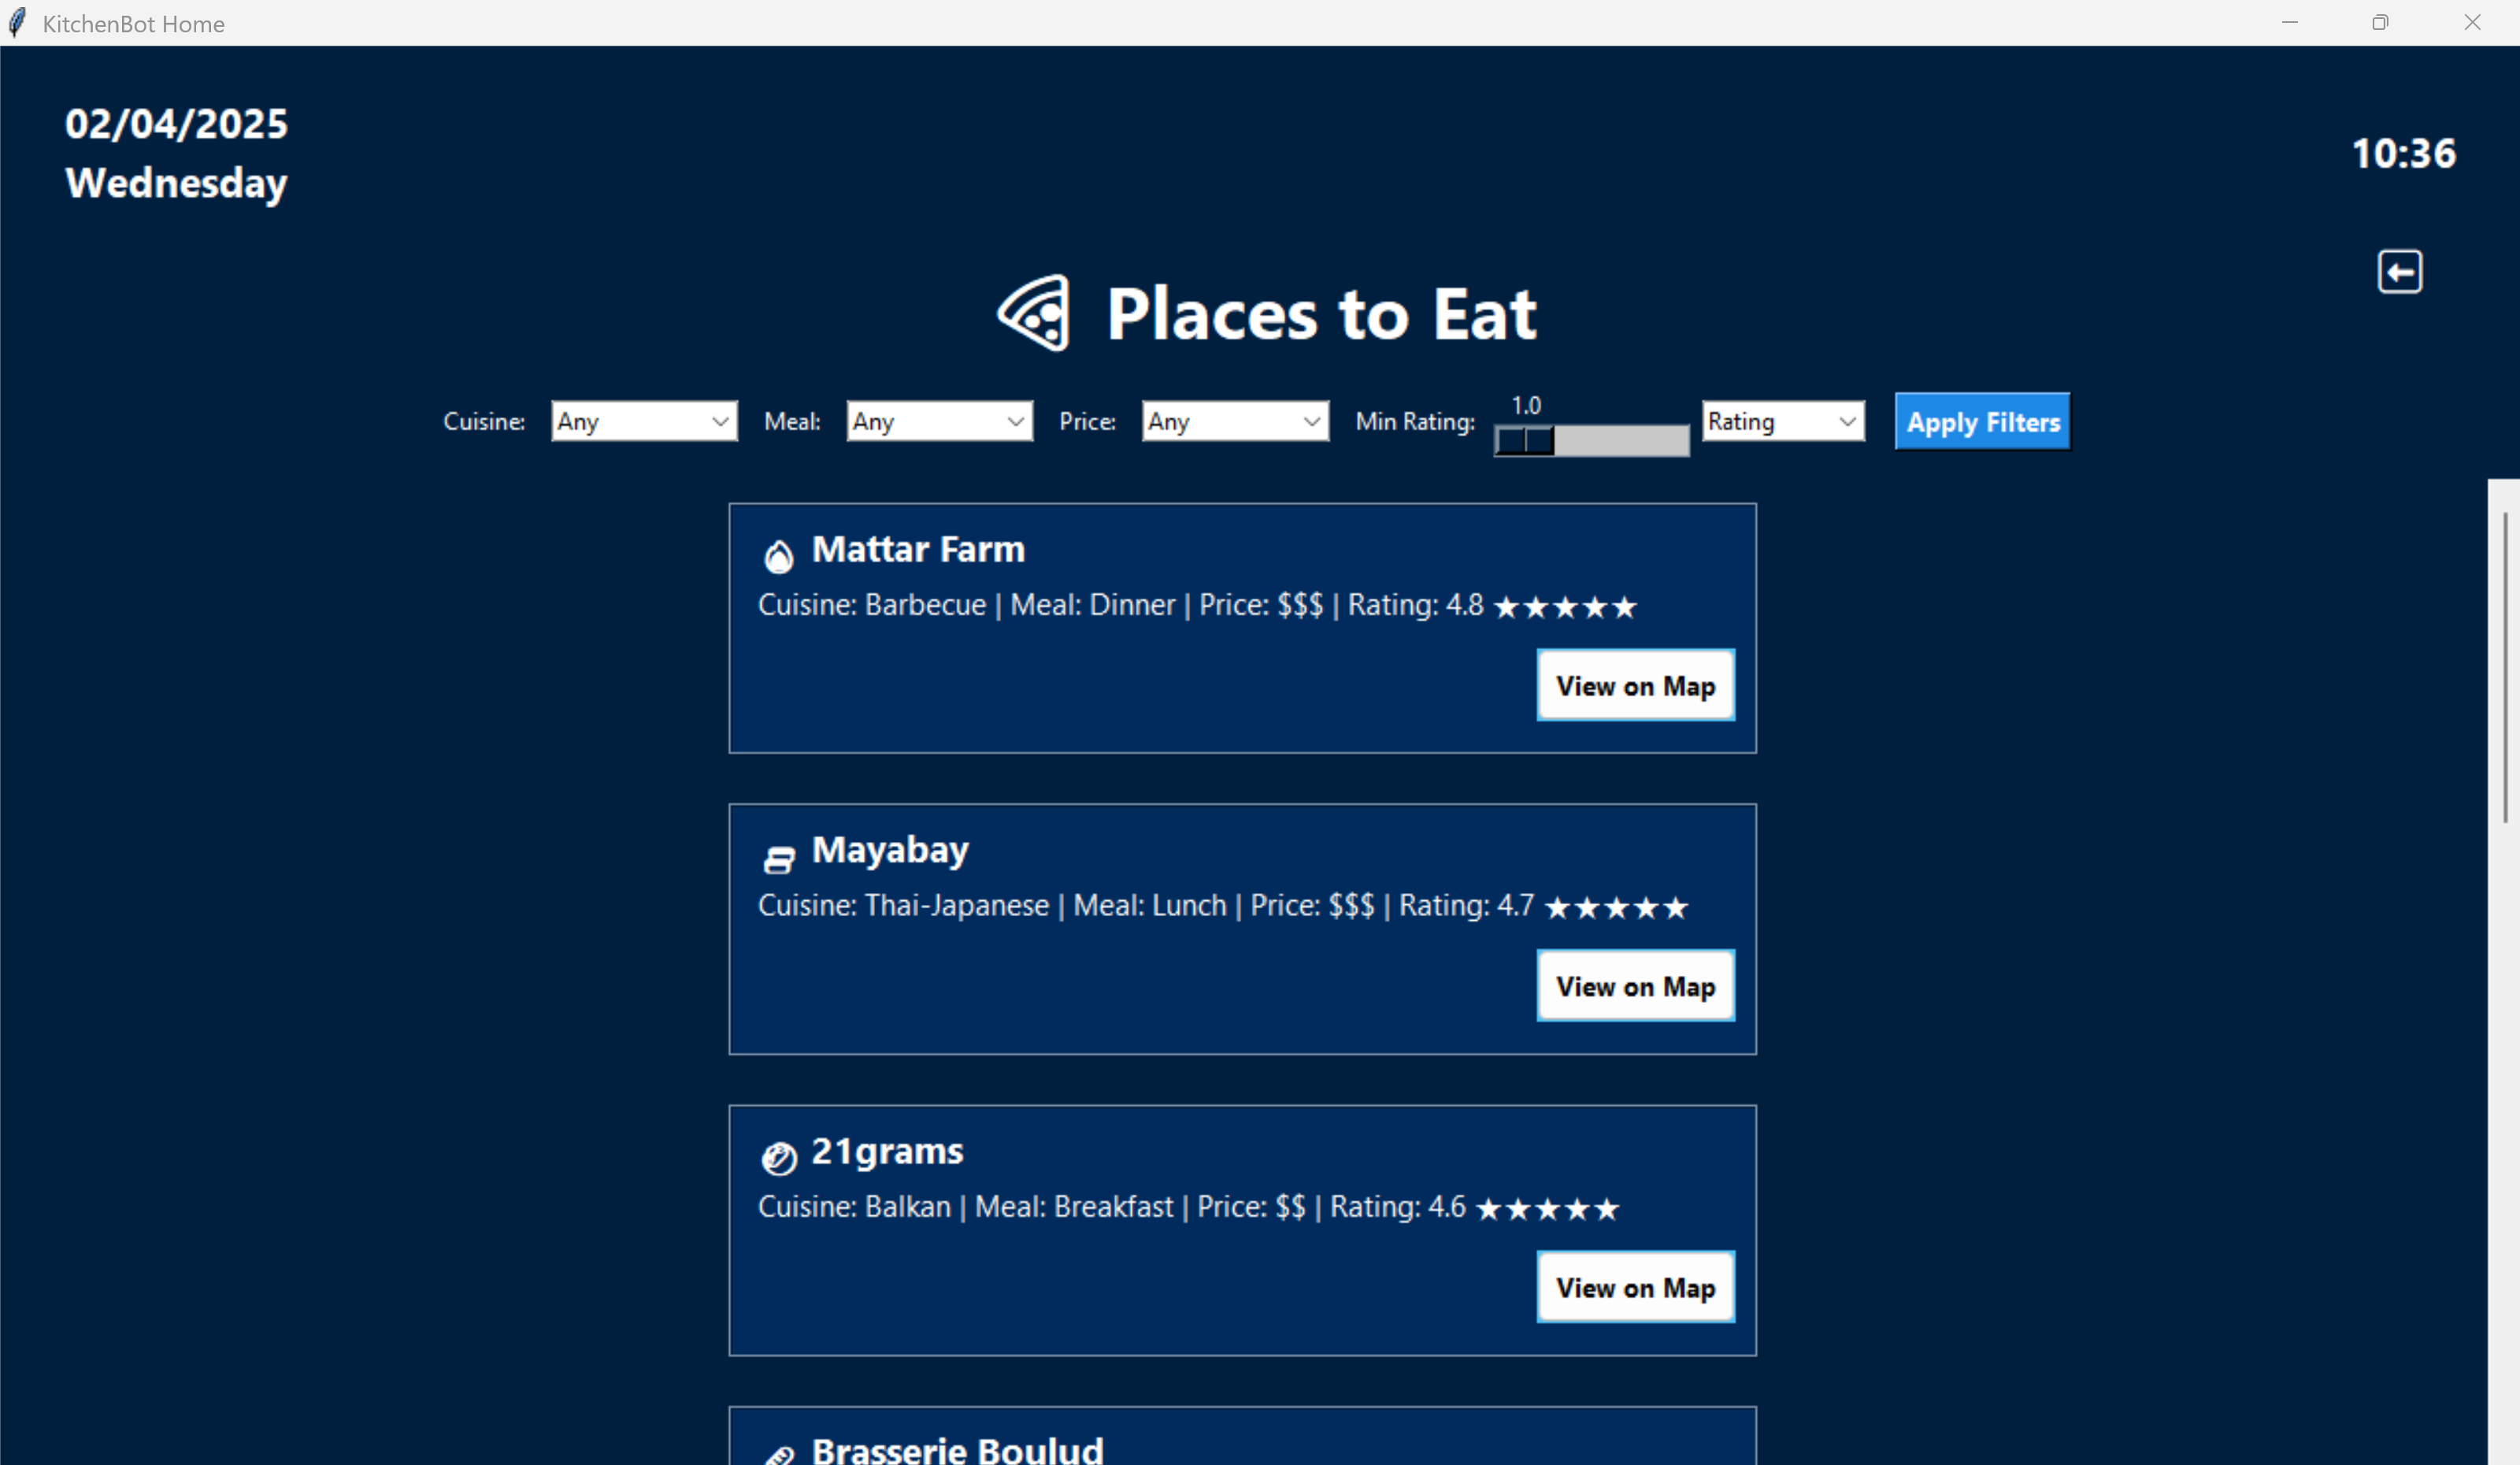 KitchenBot Home
02/04/2025
Wednesday
10:36
Places to Eat
Cuisine: Any Meal: Any Price: Any Min Rating: 1.0 Rating Apply Filters
Mattar Farm
Cuisine: Barbecue | Meal: Dinner | Price: $$$ | Rating: 4.8 ★★★★★
View on Map
Mayabay
Cuisine: Thai-Japanese | Meal: Lunch | Price: $$$ | Rating: 4.7 ★★★★★
View on Map
21grams
Cuisine: Balkan | Meal: Breakfast | Price: $$ | Rating: 4.6 ★★★★★
View on Map
Brasserie Boulud